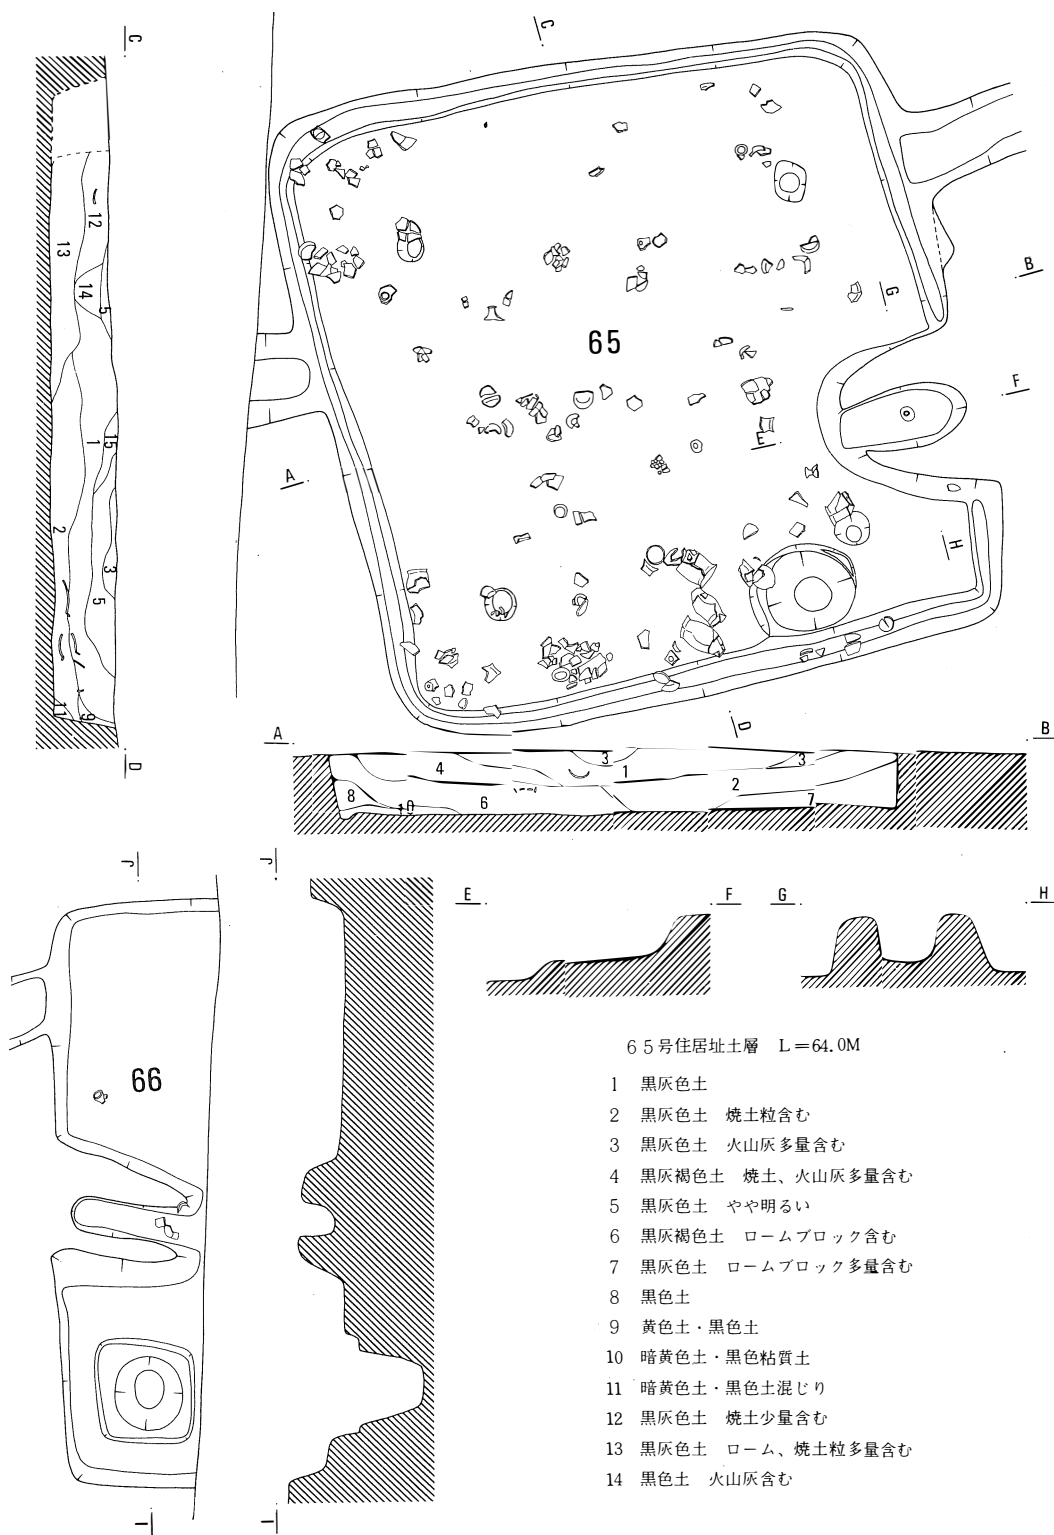 C
C
B
G
F
65
E
A
H
D
12
13
14
5
1
15
2
3
5
11
9
D
A
B
3
3
4
1
2
8
10
6
7
J
J
E
F
G
H
66
I
I
65号住居址土層 L=64.0M
1 黒灰色土
2 黒灰色土 焼土粒含む
3 黒灰色土 火山灰多量含む
4 黒灰褐色土 焼土、火山灰多量含む
5 黒灰色土 やや明るい
6 黒灰褐色土 ロームブロック含む
7 黒灰色土 ロームブロック多量含む
8 黒色土
9 黄色土・黒色土
10 暗黄色土・黒色粘質土
11 暗黄色土・黒色土混じり
12 黒灰色土 焼土少量含む
13 黒灰色土 ローム、焼土粒多量含む
14 黒色土 火山灰含む